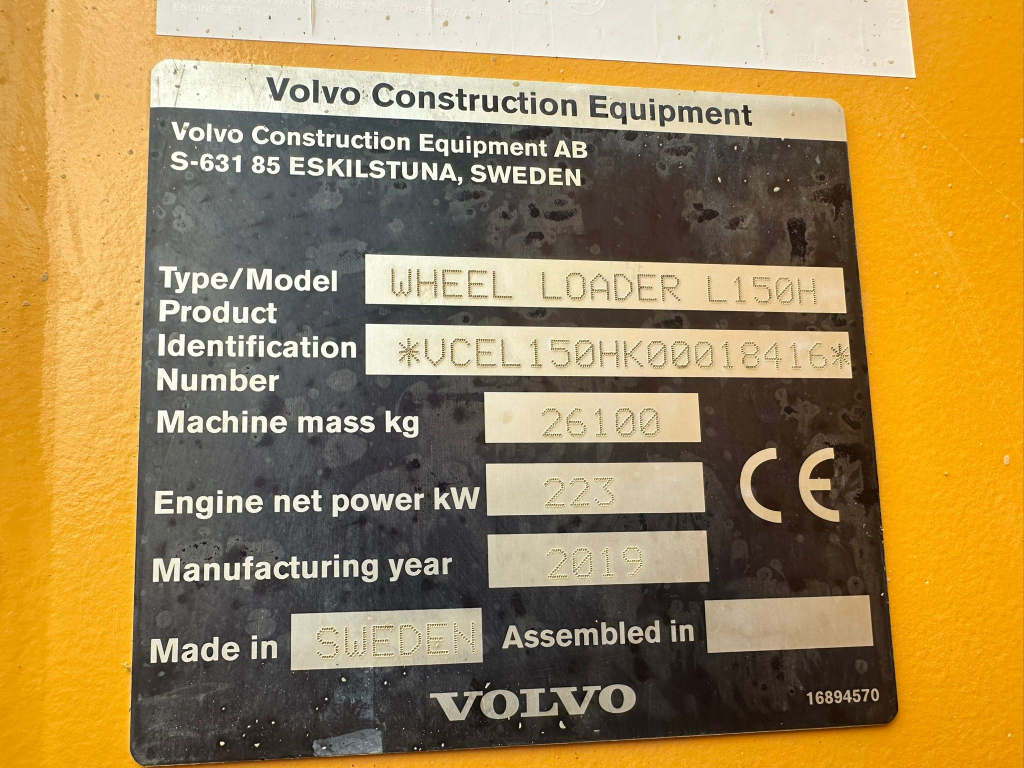 Volvo Construction Equipment
Volvo Construction Equipment AB
S-631 85 ESKILSTUNA, SWEDEN
Type/Model WHEEL LOADER L150H
Product
Identification *VCEL150HK00018416*
Number
Machine mass kg 26100
Engine net power kW 223
CE
Manufacturing year 2019
Made in SWEDEN Assembled in
VOLVO 16894570